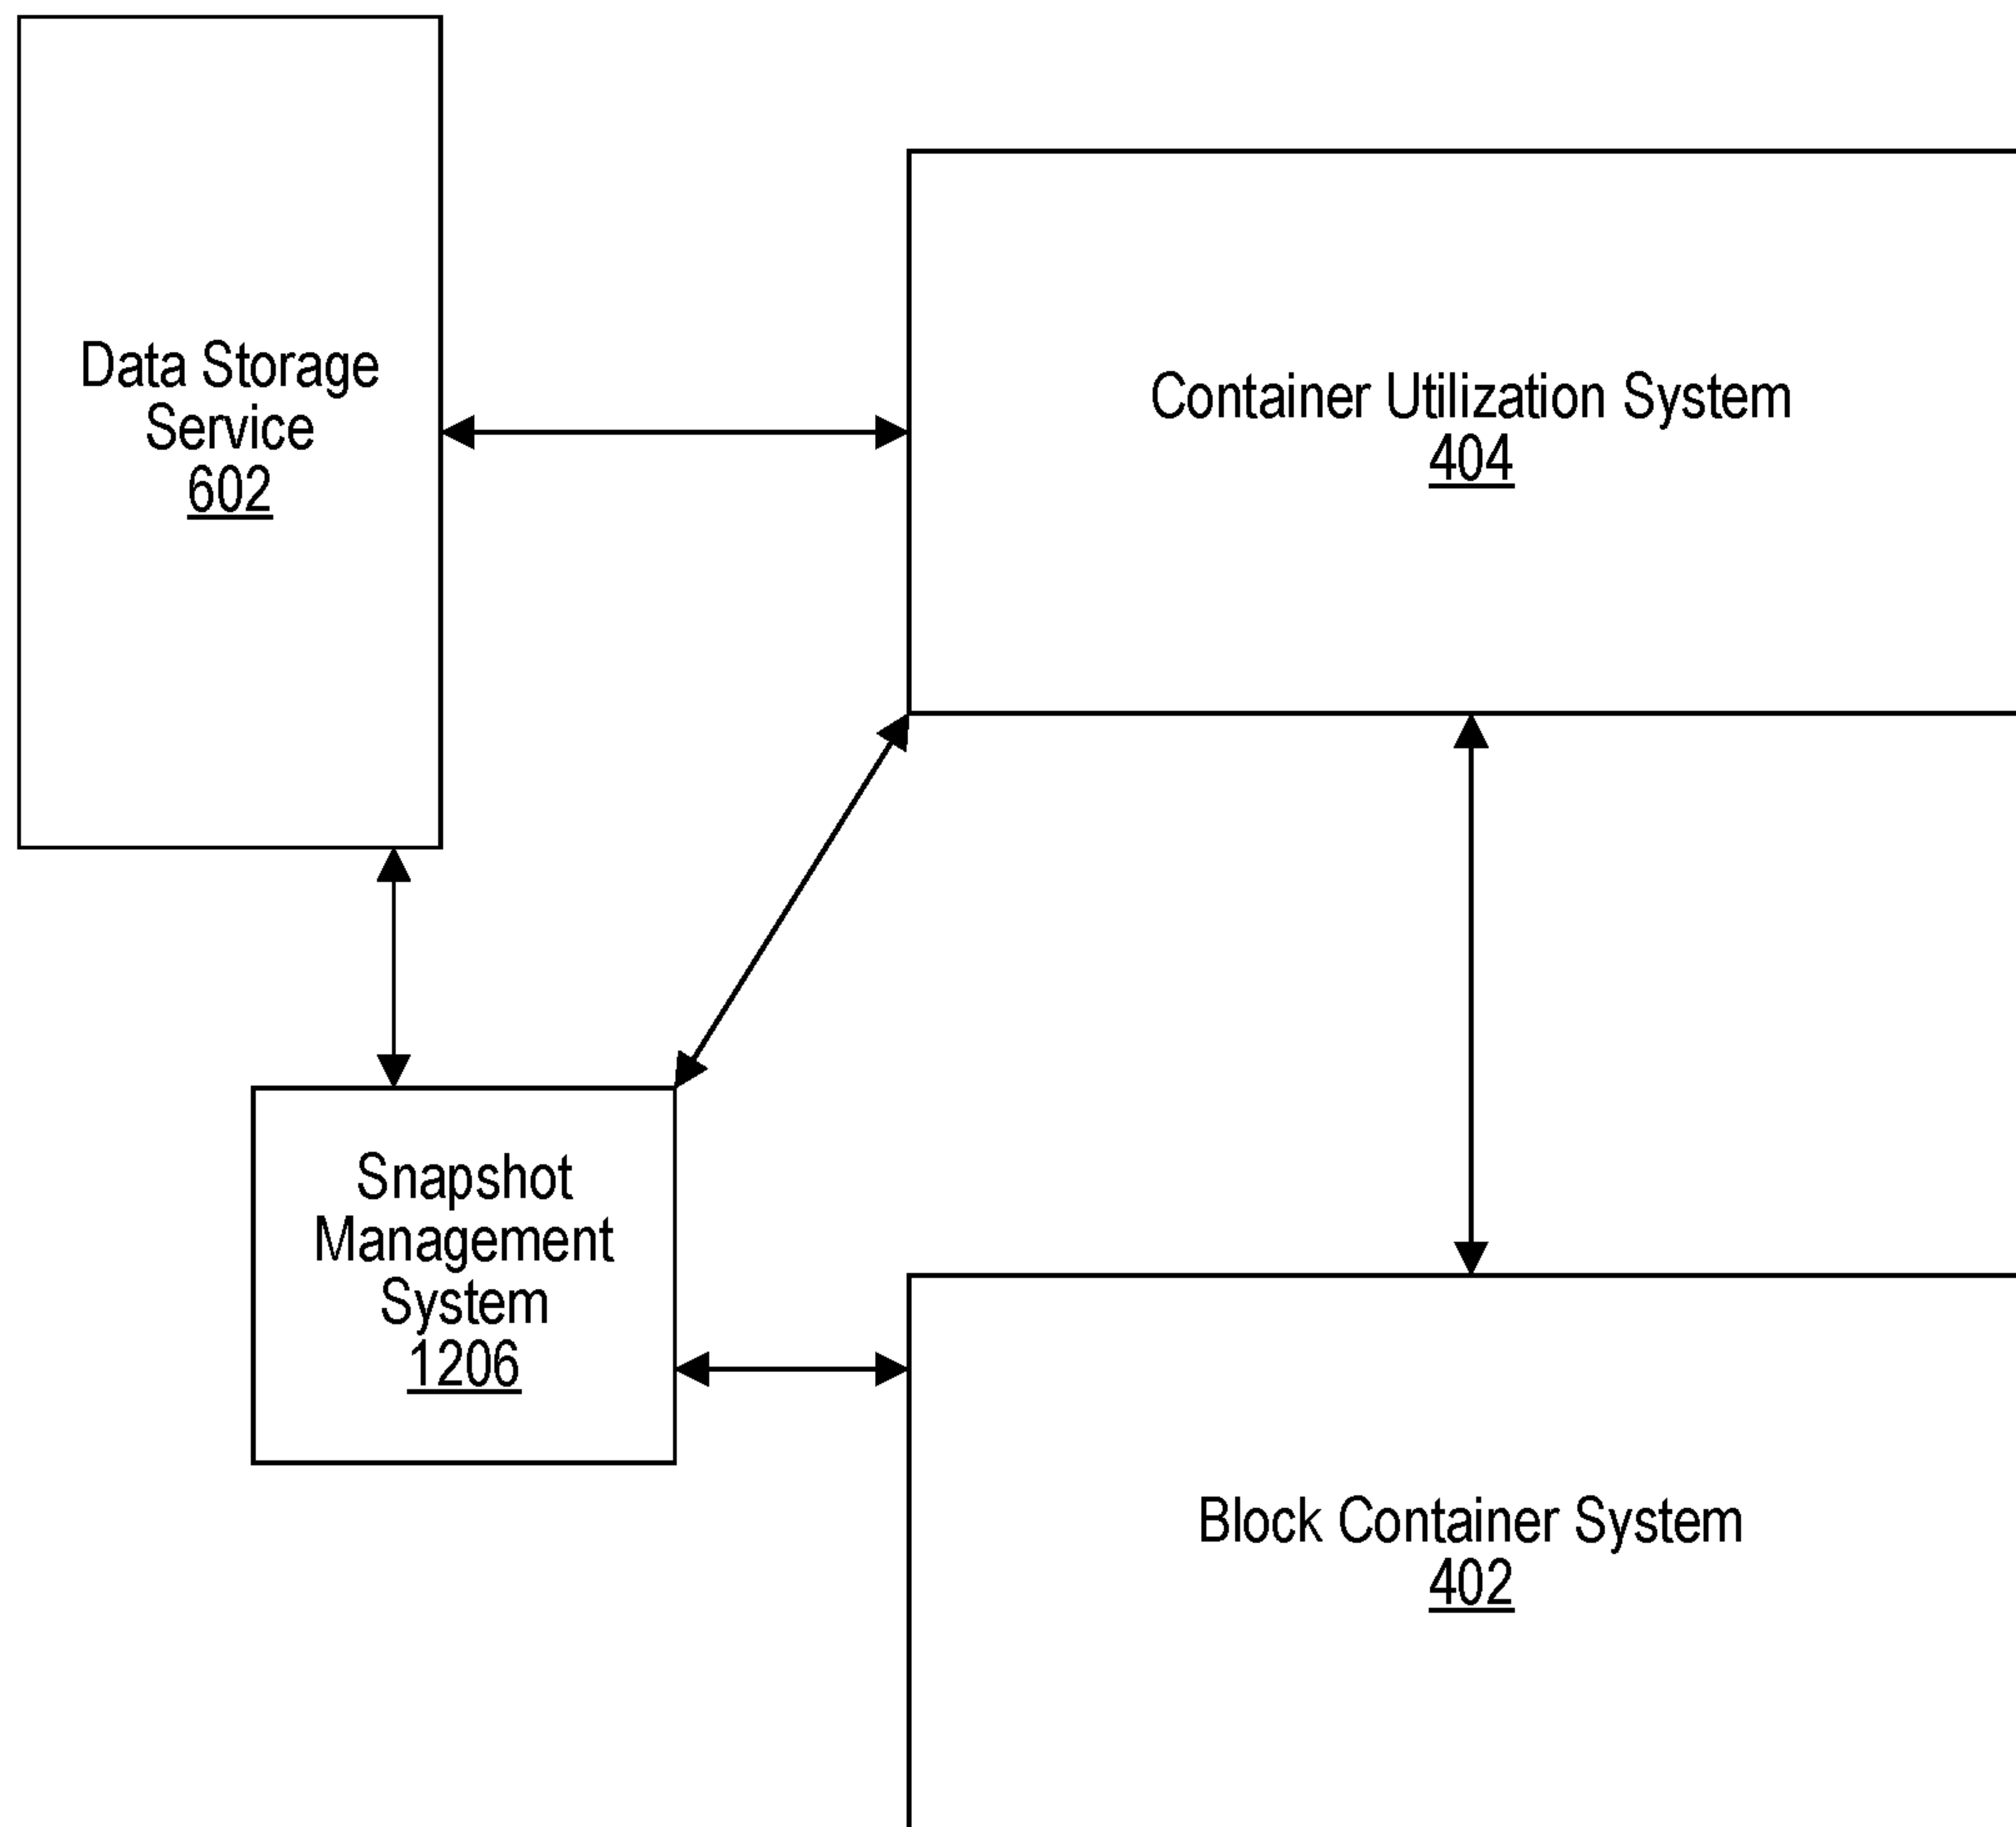 Data Storage
Service
602
Container Utilization System
404
Snapshot
Management
System
1206
Block Container System
402